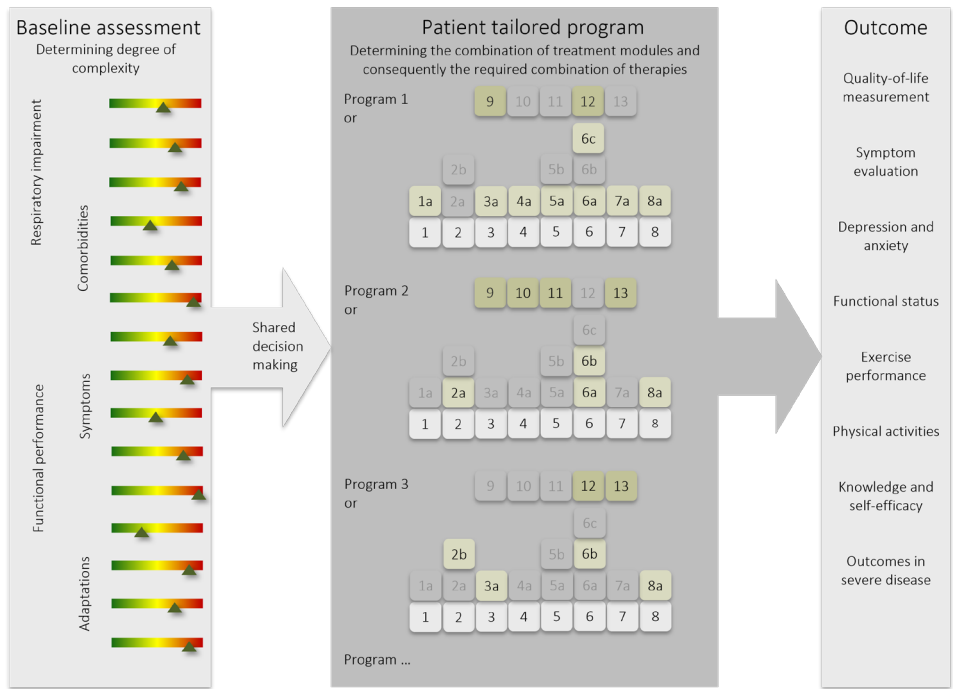 Baseline assessment
Determining degree of
complexity
Respiratory impairment
Comorbidities
Symptoms
Functional performance
Adaptations
Shared
decision
making
Patient tailored program
Determining the combination of treatment modules and
consequently the required combination of therapies
Program 1
or
9 10 11 12 13
6c
2b 5b 6b
1a 2a 3a 4a 5a 6a 7a 8a
1 2 3 4 5 6 7 8
Program 2
or
9 10 11 12 13
6c
2b 5b 6b
1a 2a 3a 4a 5a 6a 7a 8a
1 2 3 4 5 6 7 8
Program 3
or
9 10 11 12 13
6c
2b 5b 6b
1a 2a 3a 4a 5a 6a 7a 8a
1 2 3 4 5 6 7 8
Program ...
Outcome
Quality-of-life
measurement
Symptom
evaluation
Depression and
anxiety
Functional status
Exercise
performance
Physical activities
Knowledge and
self-efficacy
Outcomes in
severe disease